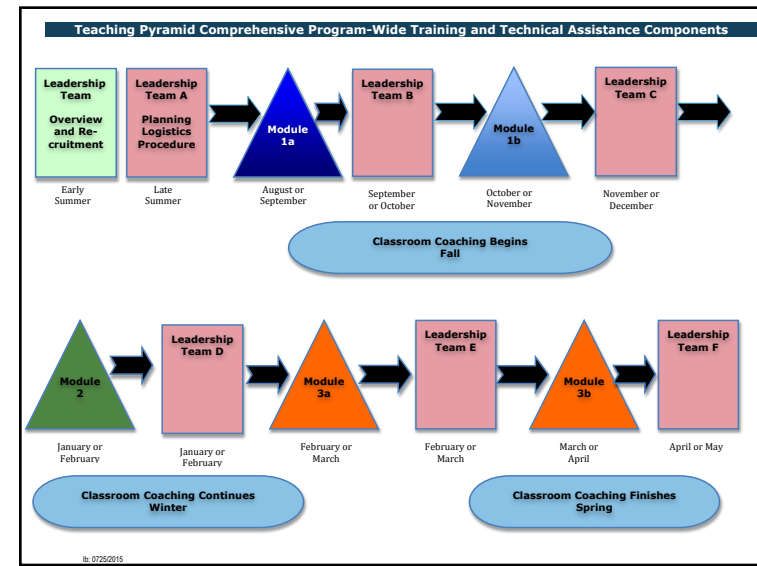 Teaching Pyramid Comprehensive Program-Wide Training and Technical Assistance Components
Leadership
Team
Overview
and Re-
cruitment
Leadership
Team A
Planning
Logistics
Procedure
Module
1a
Leadership
Team B
Module
1b
Leadership
Team C
Early
Summer
Late
Summer
August or
September
September
or October
October or
November
November or
December
Classroom Coaching Begins
Fall
Module
2
Leadership
Team D
Module
3a
Leadership
Team E
Module
3b
Leadership
Team F
January or
February
January or
February
February or
March
February or
March
March or
April
April or May
Classroom Coaching Continues
Winter
Classroom Coaching Finishes
Spring
lb: 0725/2015